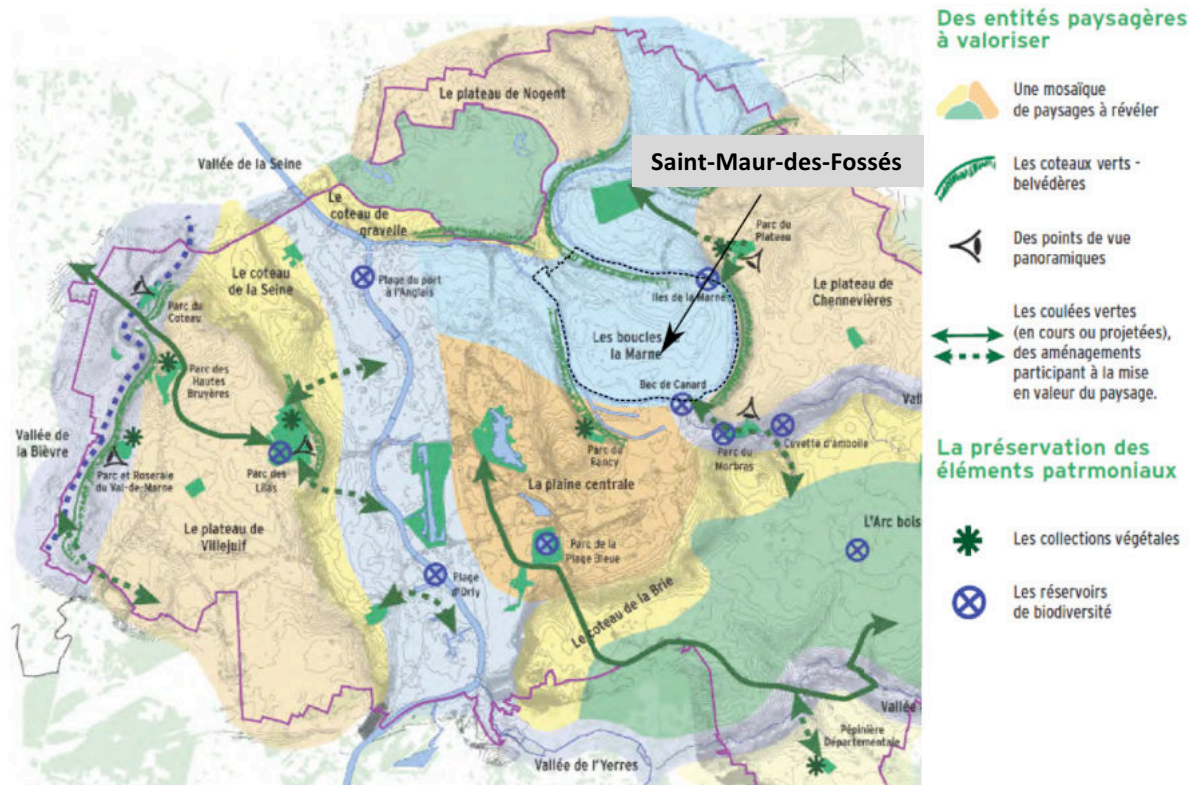 Le plateau de Nogent
Vallée de la Seine
Saint-Maur-des-Fossés
Le
coteau de
gravelle
Parc du
Plateau
Le coteau
de la Seine
Plage du port
à l'Anglais
Iles de la Marne
Le plateau de
Chennevières
Parc du
Coteau
Les boucles
la Marne
Parc des
Hautes
Bruyères
Bec de Canard
Vallée de
la Bièvre
Parc et Roseraie
du Val-de-Marne
Parc des
Lilas
Parc du
Rancy
Parc du
Morbras
Cuvette d'amboile
La plaine centrale
Le plateau de
Villejuif
L'Arc bois
Parc de la
Plage Bleue
Plage
d'Orly
Le coteau de la Brie
Vallée
Pépinière
Départementale
Vallée de l'Yerres
Des entités paysagères
à valoriser
Une mosaïque
de paysages à révéler
Les coteaux verts -
belvédères
Des points de vue
panoramiques
Les coulées vertes
(en cours ou projetées),
des aménagements
participant à la mise
en valeur du paysage.
La préservation des
éléments patrmoniaux
Les collections végétales
Les réservoirs
de biodiversité